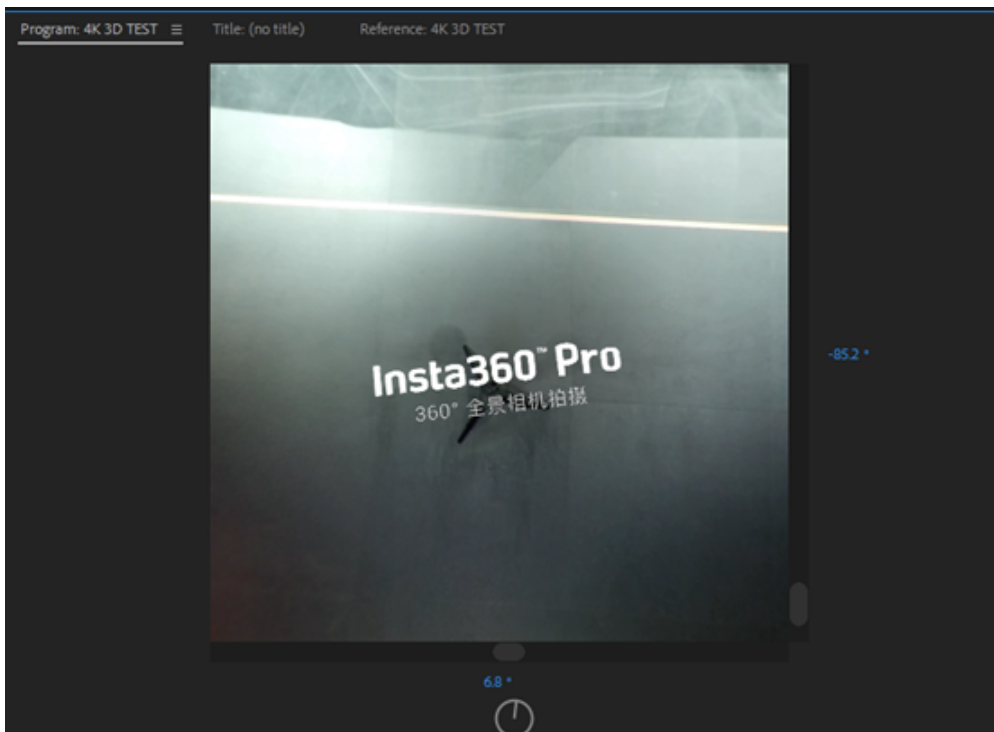 Program: 4K 3D TEST
Title: (no title)
Reference: 4K 3D TEST
Insta360™ Pro
360° 全景相机拍摄
-85.2 °
6.8 °